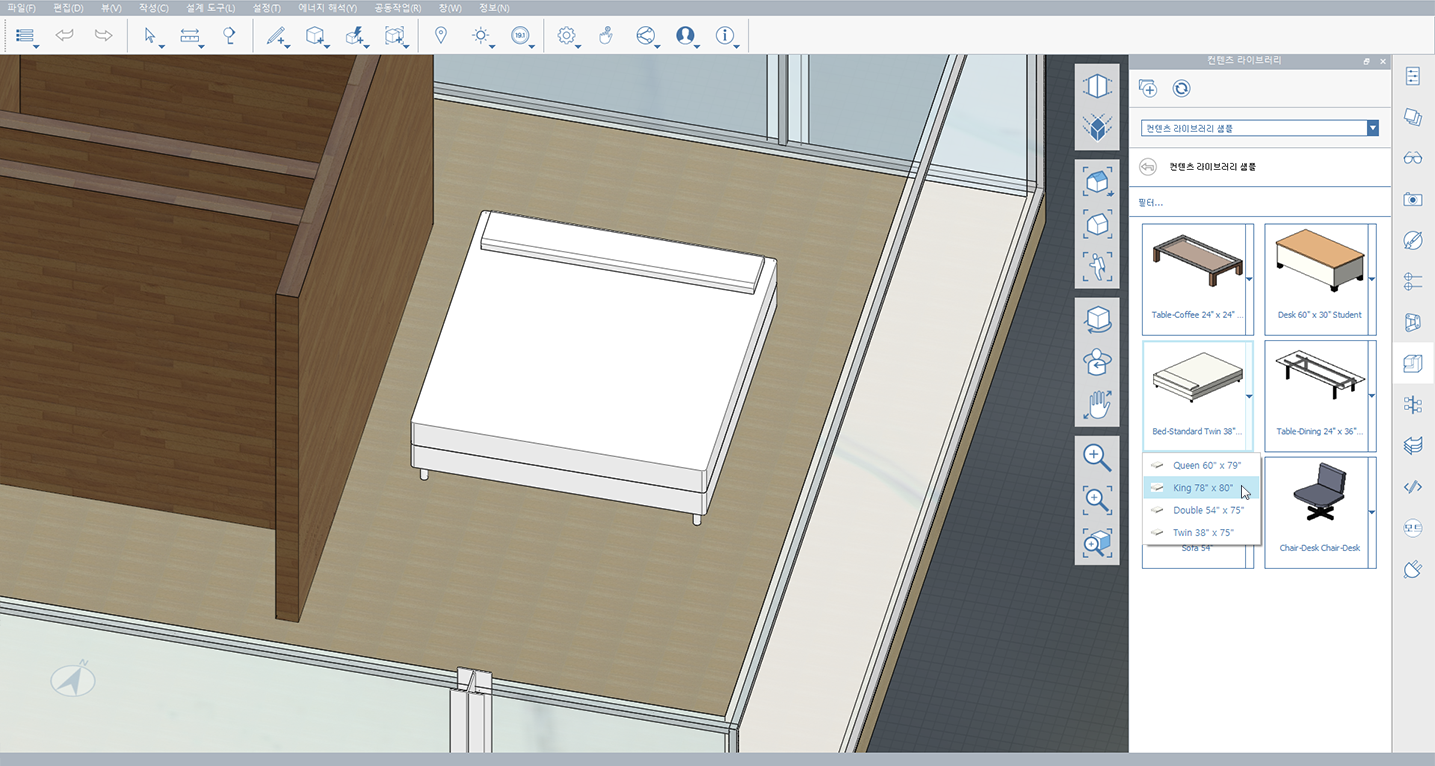 파일(F) 편집(D) 뷰(V) 작성(C) 설계 도구(L) 설정(T) 에너지 해석(Y) 공동작업(R) 창(W) 정보(N)
19:1
컨텐츠 라이브러리
컨텐츠 라이브러리 샘플
컨텐츠 라이브러리 샘플
필터...
Table-Coffee 24" x 24" ...
Desk 60" x 30" Student
Bed-Standard Twin 38"...
Table-Dining 24" x 36"...
Queen 60" x 79"
King 78" x 80"
Double 54" x 75"
Twin 38" x 75"
Sofa 54"
Chair-Desk Chair-Desk
모드
N